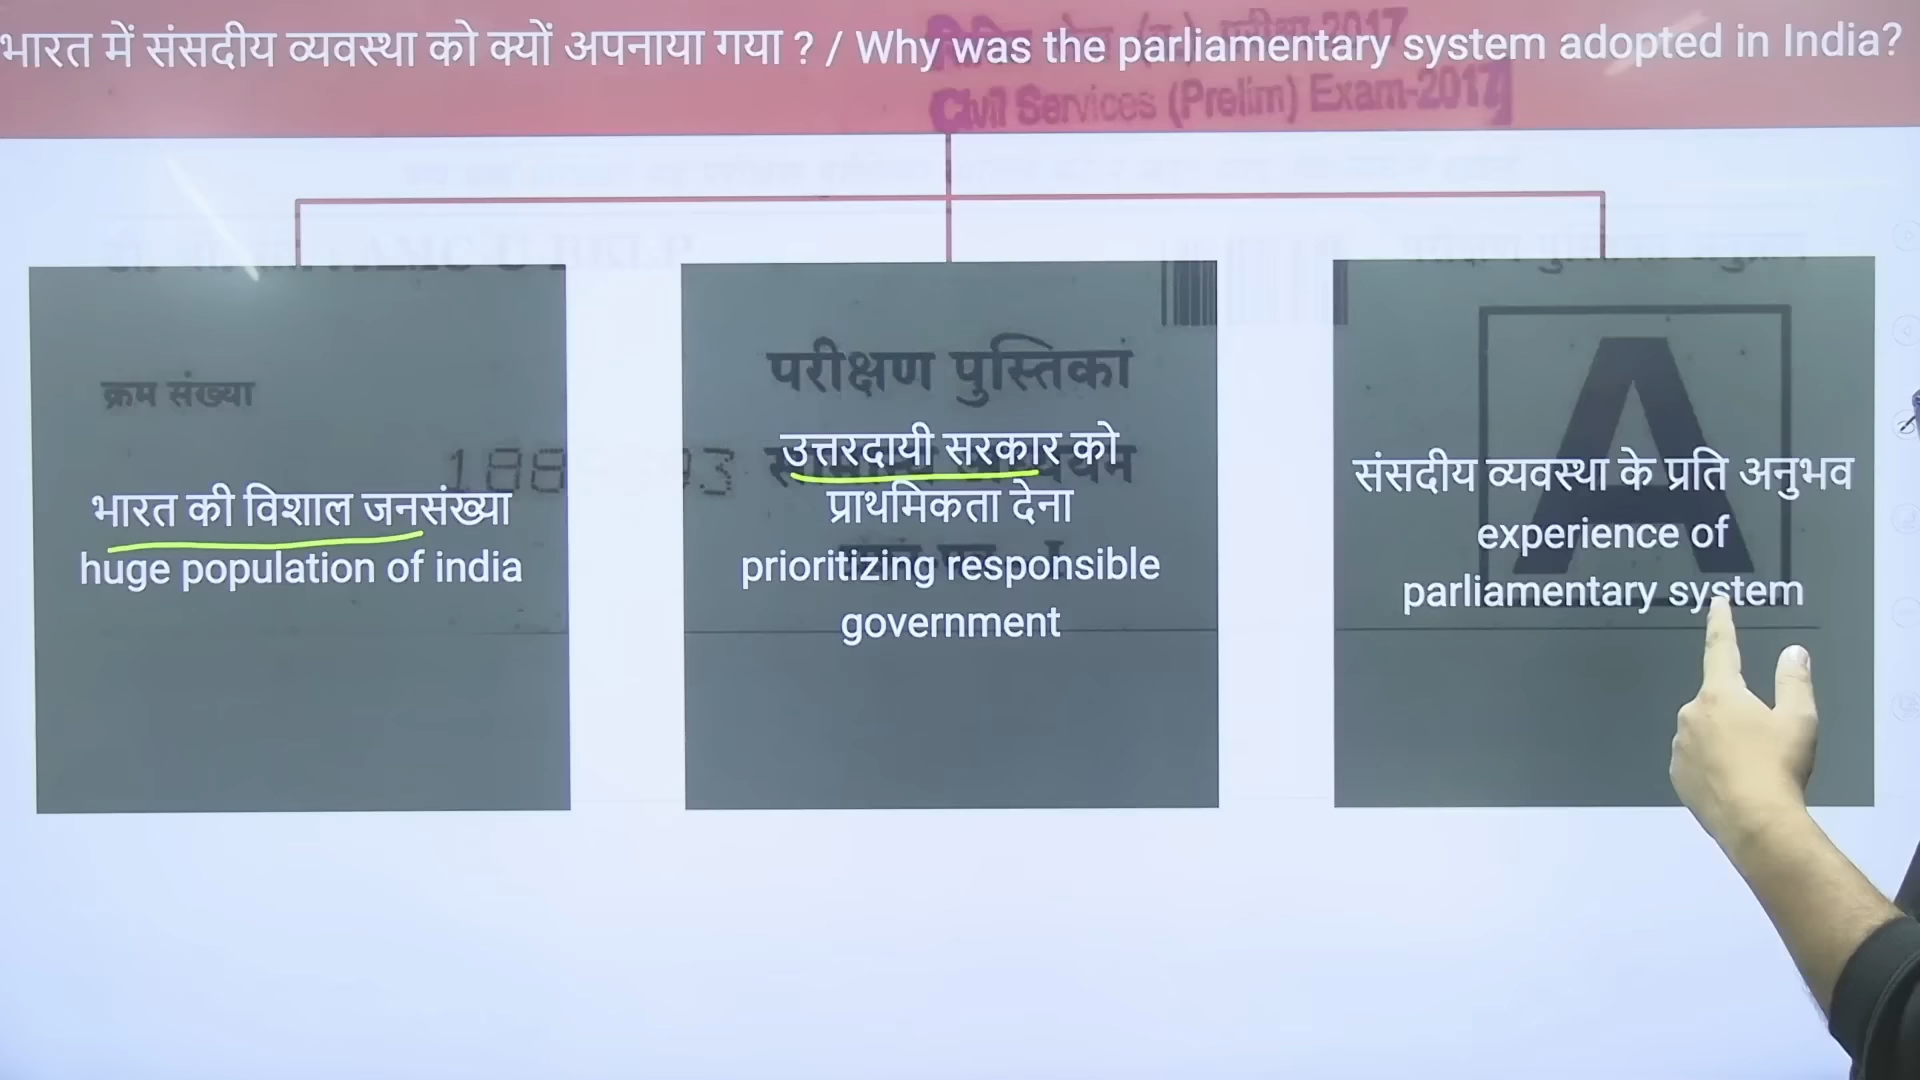 भारत में संसदीय व्यवस्था को क्यों अपनाया गया ? / Why was the parliamentary system adopted in India?
Civil Services (Prelim) Exam-2017
क्रम संख्या
परीक्षण पुस्तिका
A
भारत की विशाल जनसंख्या
huge population of india
उत्तरदायी सरकार को
प्राथमिकता देना
prioritizing responsible
government
संसदीय व्यवस्था के प्रति अनुभव
experience of
parliamentary system